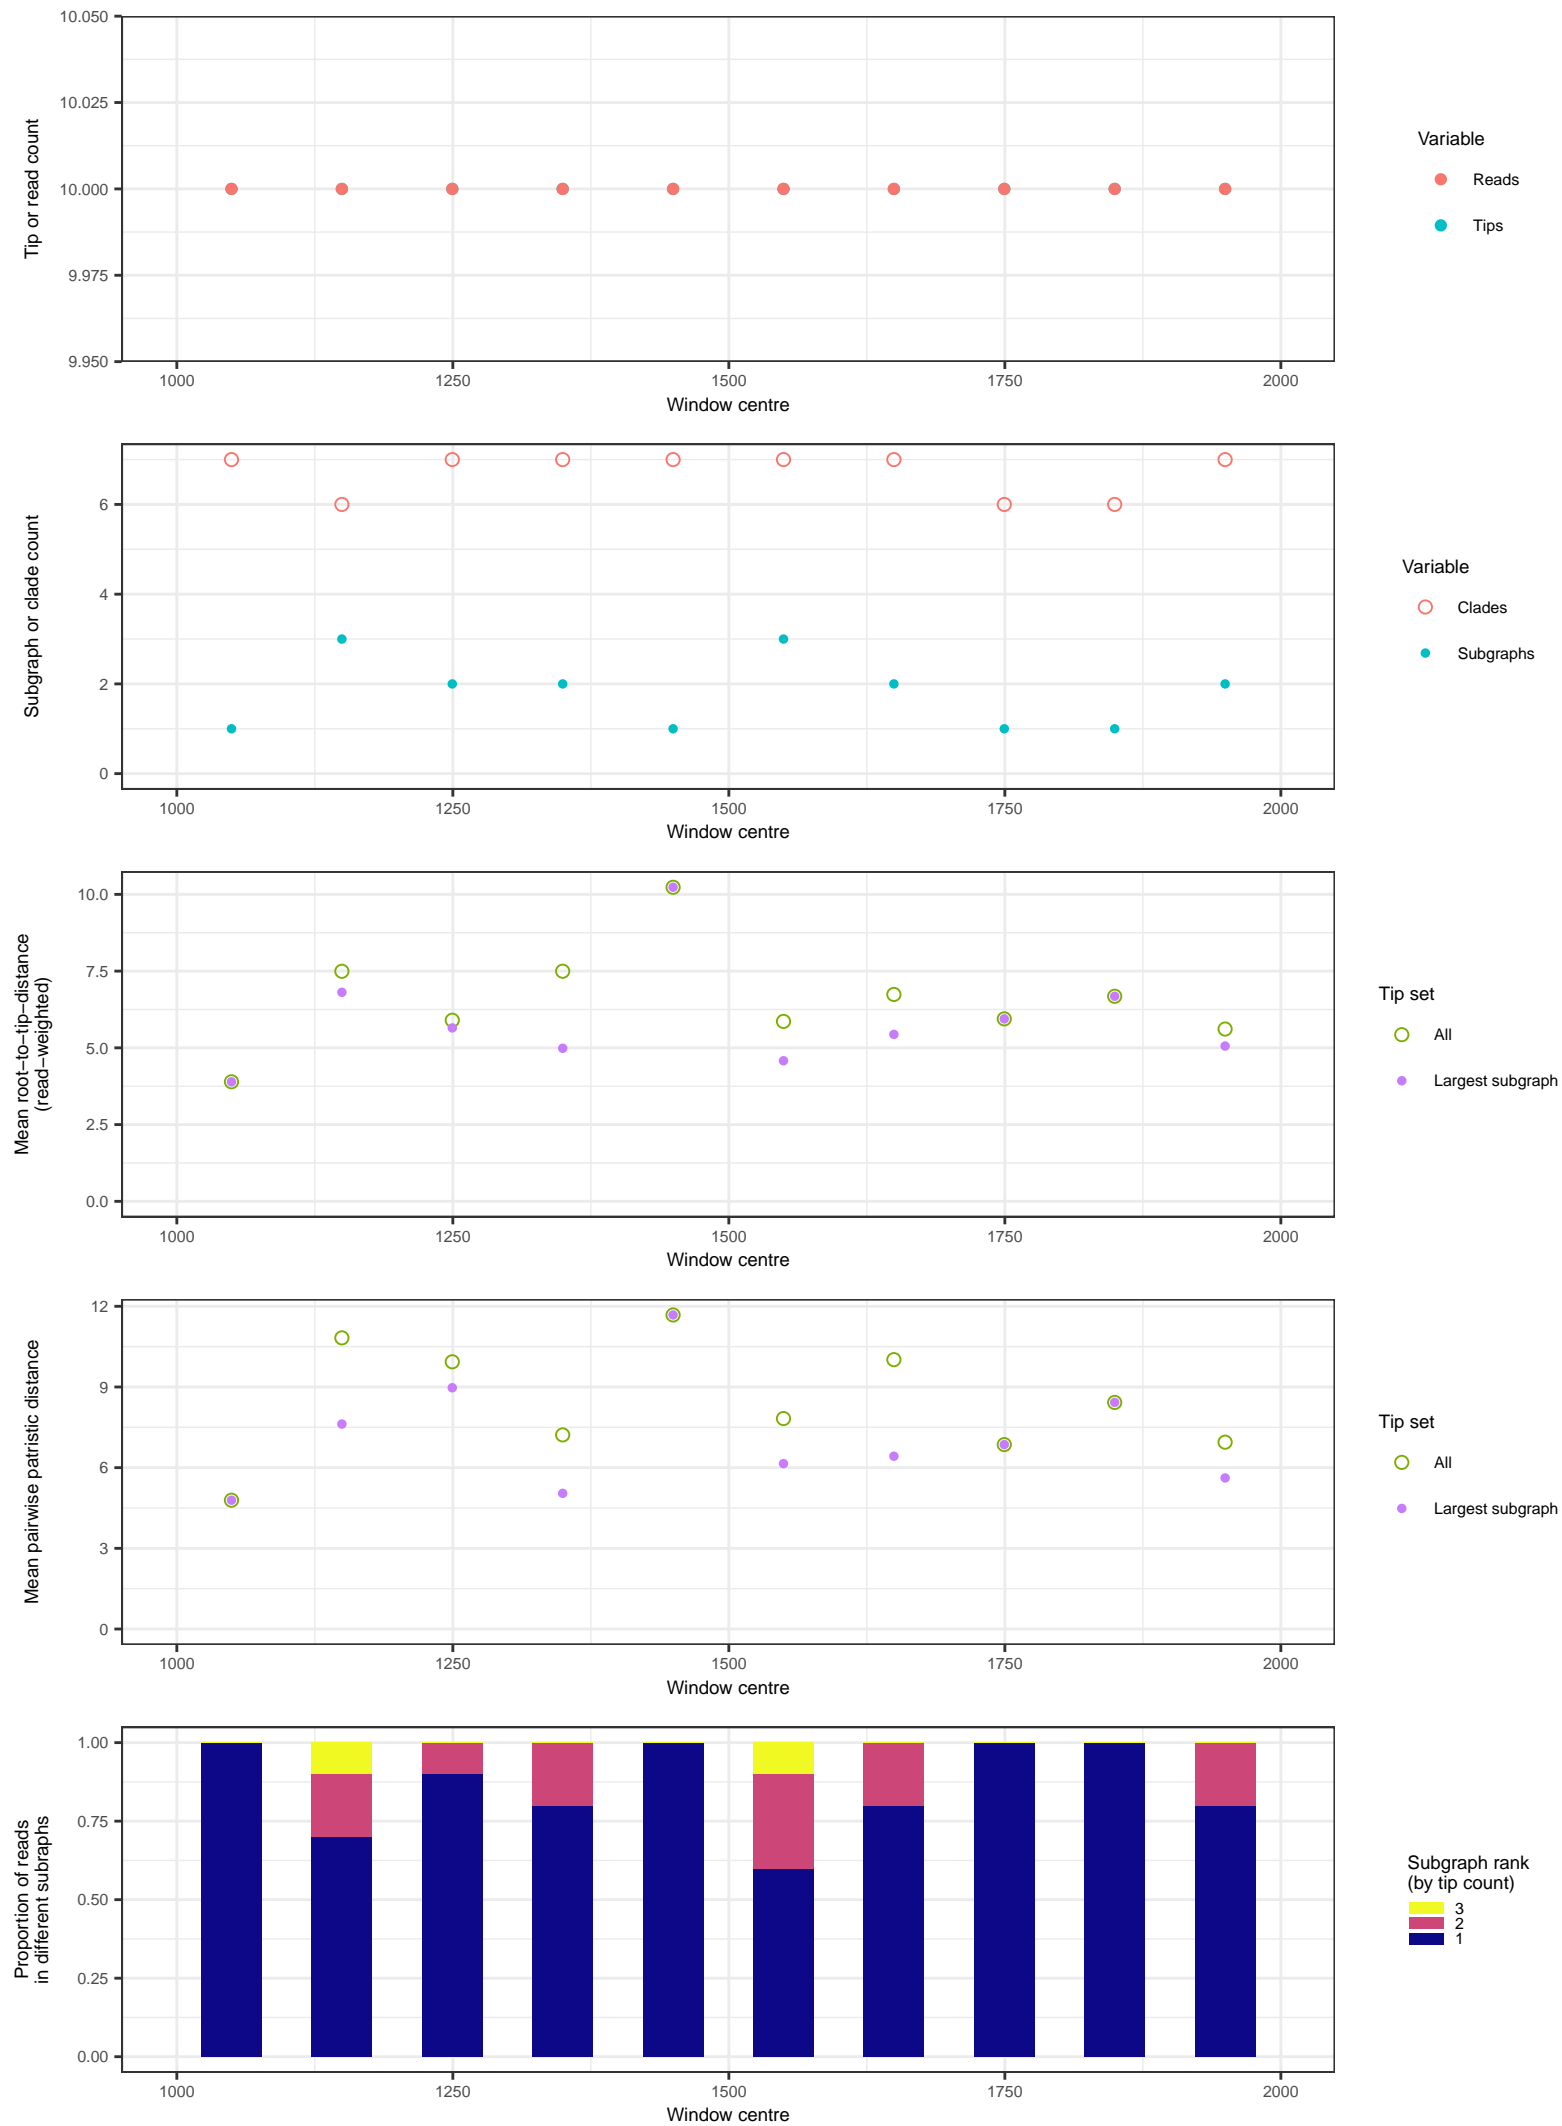 10.050
10.025
10.000
9.975
9.950
Tip or read count
1000 1250 1500 1750 2000
Window centre
Variable
Reads
Tips
6
4
2
0
Subgraph or clade count
1000 1250 1500 1750 2000
Window centre
Variable
Clades
Subgraphs
10.0
7.5
5.0
2.5
0.0
Mean root−to−tip−distance
(read−weighted)
1000 1250 1500 1750 2000
Window centre
Tip set
All
Largest subgraph
12
9
6
3
0
Mean pairwise patristic distance
1000 1250 1500 1750 2000
Window centre
Tip set
All
Largest subgraph
1.00
0.75
0.50
0.25
0.00
Proportion of reads
in different subraphs
1000 1250 1500 1750 2000
Window centre
Subgraph rank
(by tip count)
3
2
1